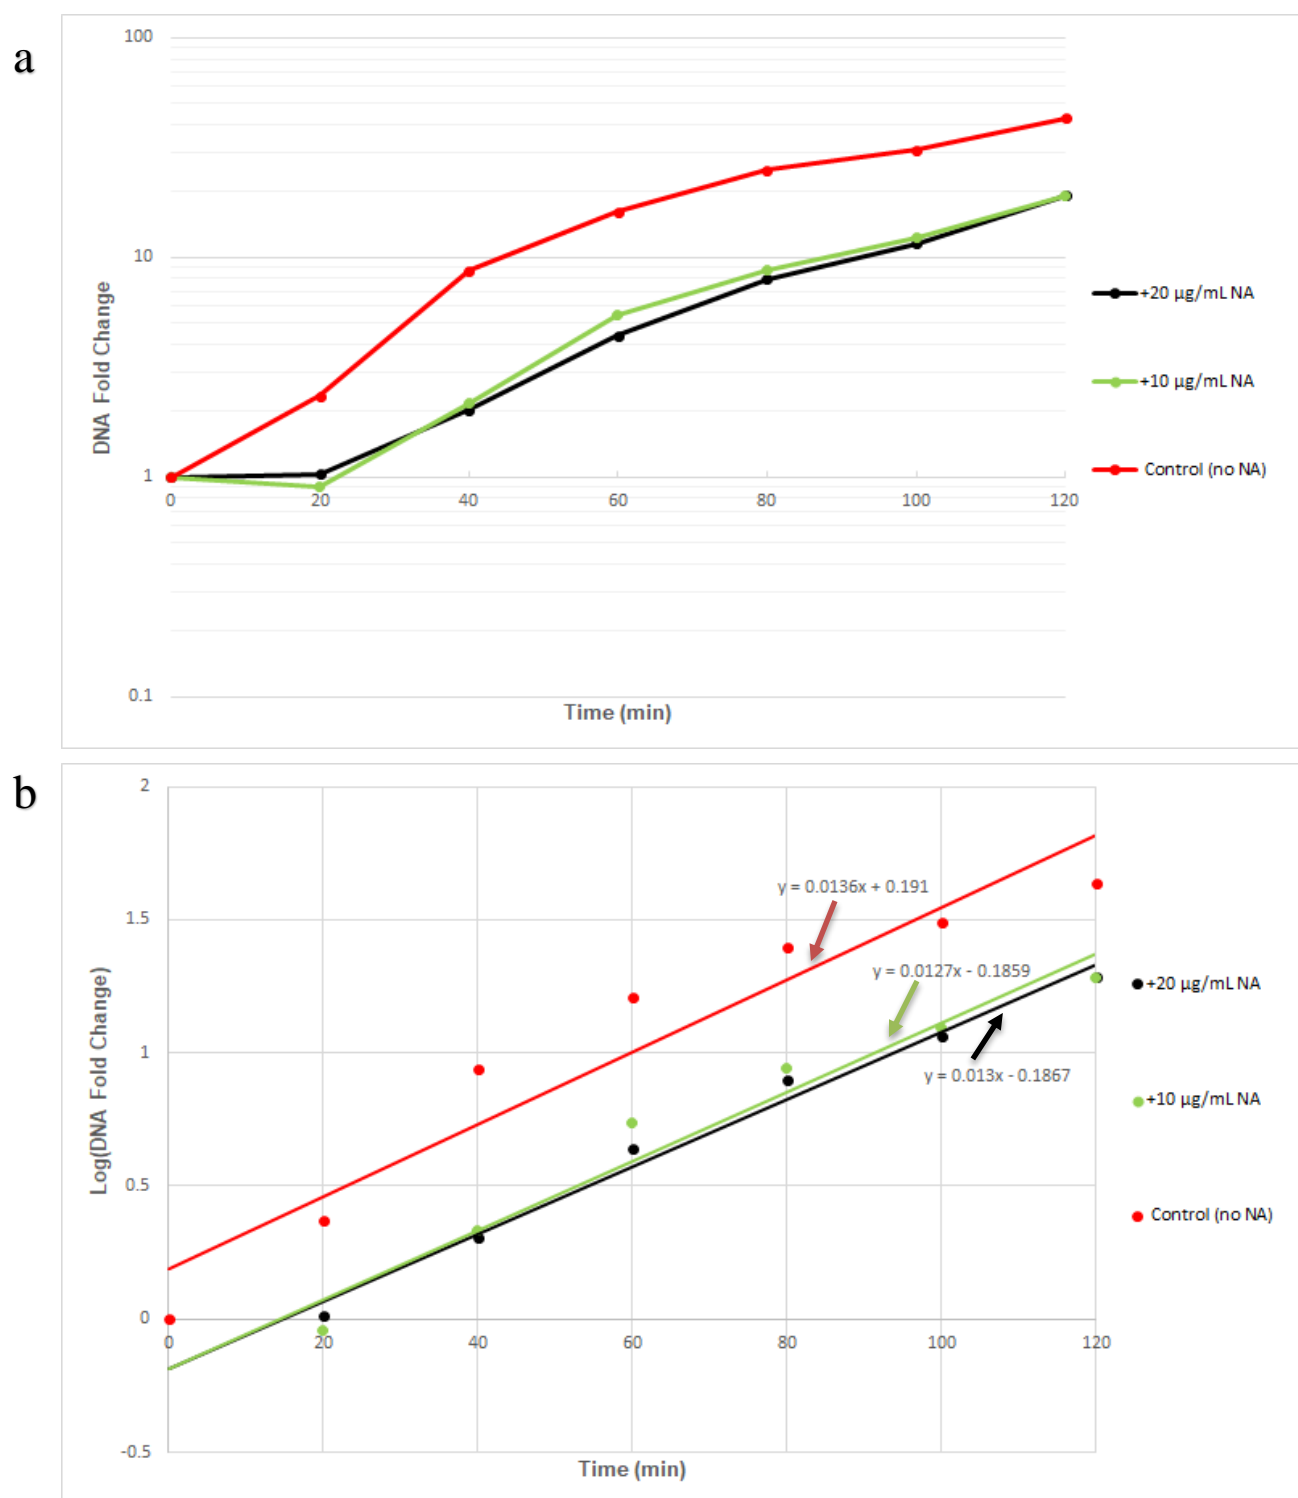 a
100
10
1
0.1
0
20
40
60
80
100
120
DNA Fold Change
Time (min)
+20 µg/mL NA
+10 µg/mL NA
Control (no NA)
b
2
1.5
1
0.5
0
-0.5
0
20
40
60
80
100
120
Log(DNA Fold Change)
Time (min)
y = 0.0136x + 0.191
y = 0.0127x - 0.1859
y = 0.013x - 0.1867
+20 µg/mL NA
+10 µg/mL NA
Control (no NA)